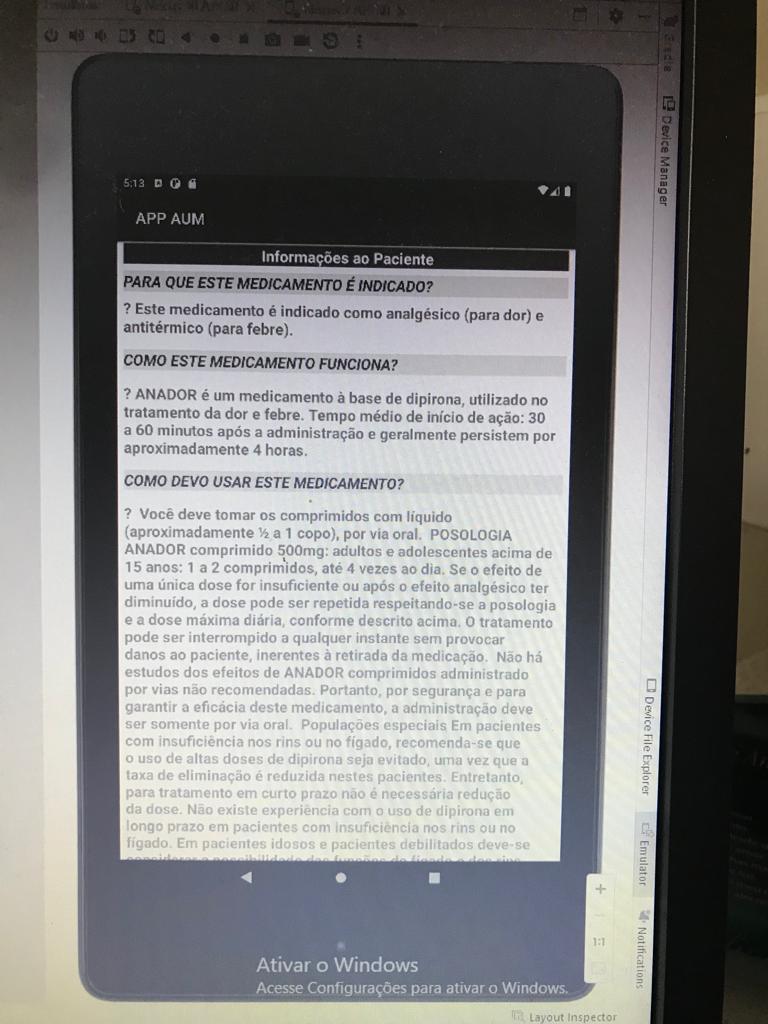 Device Manager
5:13
APP AUM
Informações ao Paciente
PARA QUE ESTE MEDICAMENTO É INDICADO?
? Este medicamento é indicado como analgésico (para dor) e
antitérmico (para febre).
COMO ESTE MEDICAMENTO FUNCIONA?
? ANADOR é um medicamento à base de dipirona, utilizado no
tratamento da dor e febre. Tempo médio de início de ação: 30
a 60 minutos após a administração e geralmente persistem por
aproximadamente 4 horas.
COMO DEVO USAR ESTE MEDICAMENTO?
? Você deve tomar os comprimidos com líquido
(aproximadamente ½ a 1 copo), por via oral. POSOLOGIA
ANADOR comprimido 500mg: adultos e adolescentes acima de
15 anos: 1 a 2 comprimidos, até 4 vezes ao dia. Se o efeito de
uma única dose for insuficiente ou após o efeito analgésico ter
diminuído, a dose pode ser repetida respeitando-se a posologia
e a dose máxima diária, conforme descrito acima. O tratamento
pode ser interrompido a qualquer instante sem provocar
danos ao paciente, inerentes à retirada da medicação. Não há
estudos dos efeitos de ANADOR comprimidos administrado
por vias não recomendadas. Portanto, por segurança e para
garantir a eficácia deste medicamento, a administração deve
ser somente por via oral. Populações especiais Em pacientes
com insuficiência nos rins ou no fígado, recomenda-se que
o uso de altas doses de dipirona seja evitado, uma vez que a
taxa de eliminação é reduzida nestes pacientes. Entretanto,
para tratamento em curto prazo não é necessária redução
da dose. Não existe experiência com o uso de dipirona em
longo prazo em pacientes com insuficiência nos rins ou no
fígado. Em pacientes idosos e pacientes debilitados deve-se
Device File Explorer
Emulator
Notifications
1:1
Ativar o Windows
Acesse Configurações para ativar o Windows.
Layout Inspector